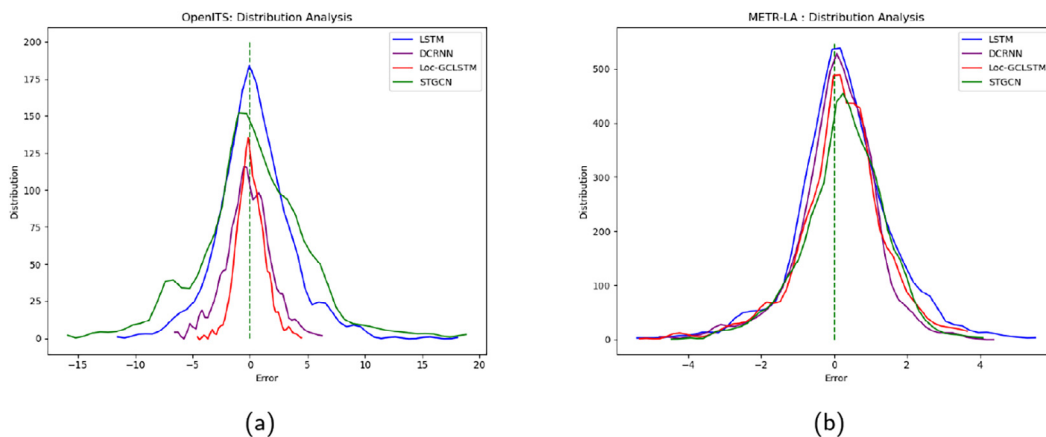 OpenITS: Distribution Analysis
200
175
150
125
100
75
50
25
0
Distribution
-15
-10
-5
0
5
10
15
20
Error
LSTM
DCRNN
Loc-GCLSTM
STGCN
(a)
METR-LA : Distribution Analysis
500
400
300
200
100
0
Distribution
-4
-2
0
2
4
Error
LSTM
DCRNN
Loc-GCLSTM
STGCN
(b)